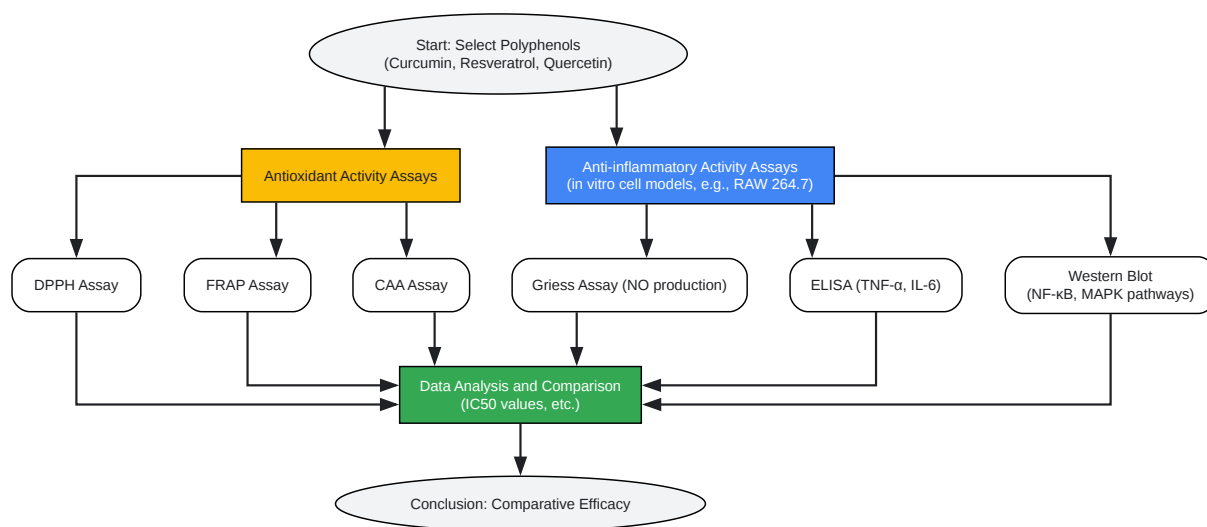 Start: Select Polyphenols
(Curcumin, Resveratrol, Quercetin)
Antioxidant Activity Assays
Anti-inflammatory Activity Assays
(in vitro cell models, e.g., RAW 264.7)
DPPH Assay
FRAP Assay
CAA Assay
Griess Assay (NO production)
ELISA (TNF-α, IL-6)
Western Blot
(NF-κB, MAPK pathways)
Data Analysis and Comparison
(IC50 values, etc.)
Conclusion: Comparative Efficacy